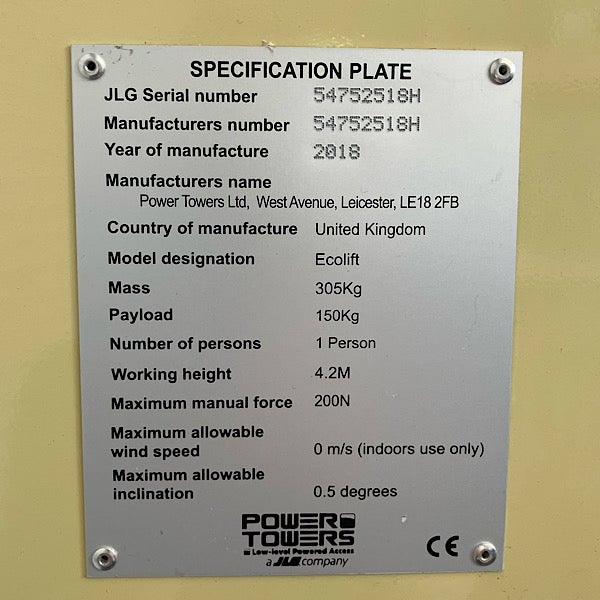 SPECIFICATION PLATE
JLG Serial number 54752518H
Manufacturers number 54752518H
Year of manufacture 2018
Manufacturers name
Power Towers Ltd, West Avenue, Leicester, LE18 2FB
Country of manufacture United Kingdom
Model designation Ecolift
Mass 305Kg
Payload 150Kg
Number of persons 1 Person
Working height 4.2M
Maximum manual force 200N
Maximum allowable
wind speed 0 m/s (indoors use only)
Maximum allowable
inclination 0.5 degrees
POWER
TOWERS
Low-level Powered Access
a JLG company
CE